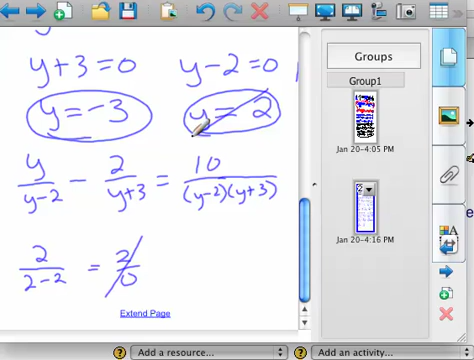 y+3=0 y-2=0
y=-3 y=2
y/(y-2) - 2/(y+3) = 10/((y-2)(y+3))
2/(2-2) = 2/0
Extend Page
Groups
Group1
Jan 20-4:05 PM
Jan 20-4:16 PM
Add a resource...
Add an activity...